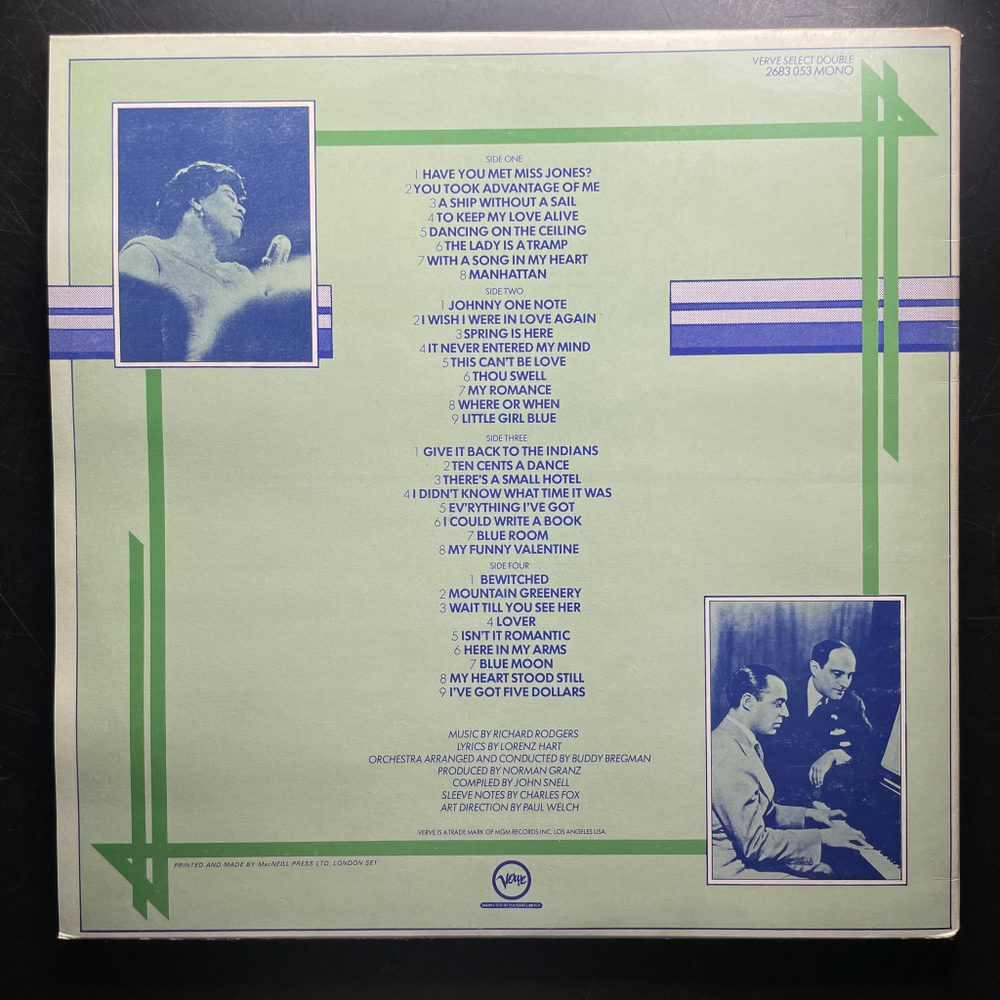 VERVE SELECT DOUBLE
2683 053 MONO
SIDE ONE
1 HAVE YOU MET MISS JONES?
2 YOU TOOK ADVANTAGE OF ME
3 A SHIP WITHOUT A SAIL
4 TO KEEP MY LOVE ALIVE
5 DANCING ON THE CEILING
6 THE LADY IS A TRAMP
7 WITH A SONG IN MY HEART
8 MANHATTAN
SIDE TWO
1 JOHNNY ONE NOTE
2 I WISH I WERE IN LOVE AGAIN
3 SPRING IS HERE
4 IT NEVER ENTERED MY MIND
5 THIS CAN'T BE LOVE
6 THOU SWELL
7 MY ROMANCE
8 WHERE OR WHEN
9 LITTLE GIRL BLUE
SIDE THREE
1 GIVE IT BACK TO THE INDIANS
2 TEN CENTS A DANCE
3 THERE'S A SMALL HOTEL
4 I DIDN'T KNOW WHAT TIME IT WAS
5 EV'RYTHING I'VE GOT
6 I COULD WRITE A BOOK
7 BLUE ROOM
8 MY FUNNY VALENTINE
SIDE FOUR
1 BEWITCHED
2 MOUNTAIN GREENERY
3 WAIT TILL YOU SEE HER
4 LOVER
5 ISN'T IT ROMANTIC
6 HERE IN MY ARMS
7 BLUE MOON
8 MY HEART STOOD STILL
9 I'VE GOT FIVE DOLLARS
MUSIC BY RICHARD RODGERS
LYRICS BY LORENZ HART
ORCHESTRA ARRANGED AND CONDUCTED BY BUDDY BREGMAN
PRODUCED BY NORMAN GRANZ
COMPILED BY JOHN SNELL
SLEEVE NOTES BY CHARLES FOX
ART DIRECTION BY PAUL WELCH
VERVE IS A TRADE MARK OF MGM RECORDS INC. LOS ANGELES USA.
PRINTED AND MADE BY MacNEILL PRESS LTD. LONDON SE1
Verve